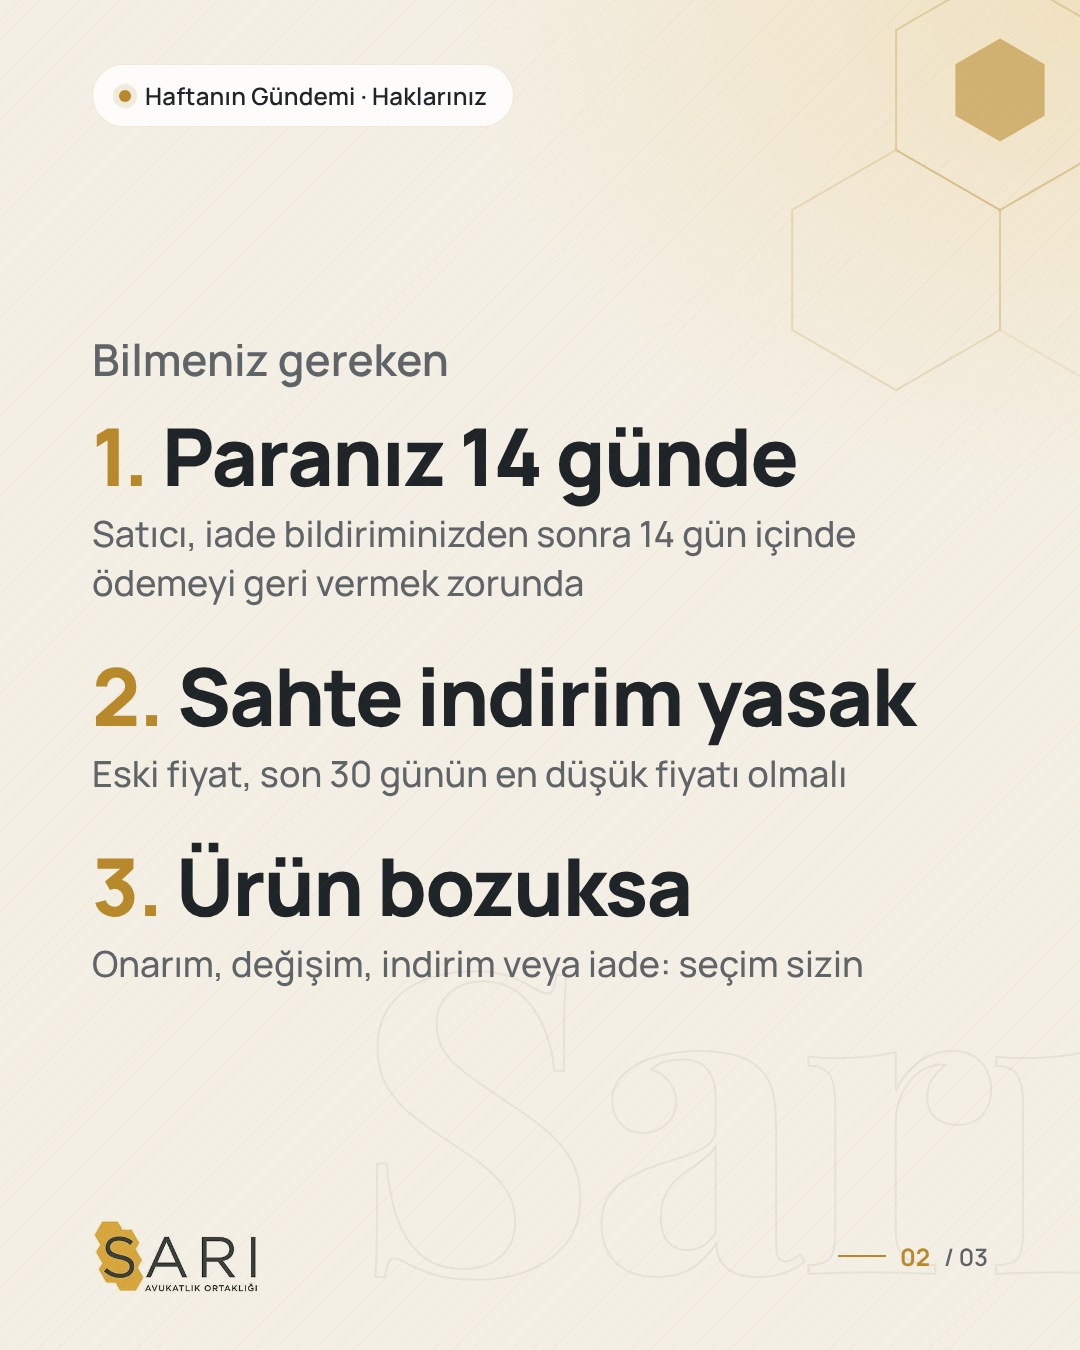 Haftanın Gündemi · Haklarınız
Bilmeniz gereken
1. Paranız 14 günde
Satıcı, iade bildiriminizden sonra 14 gün içinde
ödemeyi geri vermek zorunda
2. Sahte indirim yasak
Eski fiyat, son 30 günün en düşük fiyatı olmalı
3. Ürün bozuksa
Onarım, değişim, indirim veya iade: seçim sizin
Sarı
SARI
AVUKATLIK ORTAKLIĞI
02 / 03